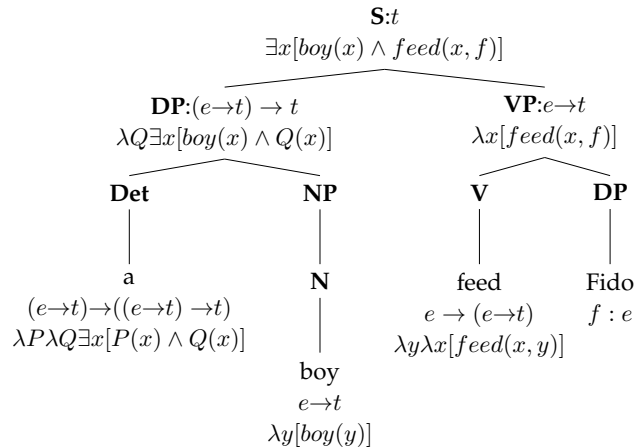 S:t
∃x[boy(x) ∧ feed(x, f)]
DP:(e→t) → t VP:e→t
λQ∃x[boy(x) ∧ Q(x)] λx[feed(x, f)]
Det NP V DP
a N feed Fido
(e→t)→((e→t) →t) e → (e→t) f : e
λPλQ∃x[P(x) ∧ Q(x)] λyλx[feed(x, y)]
boy
e→t
λy[boy(y)]